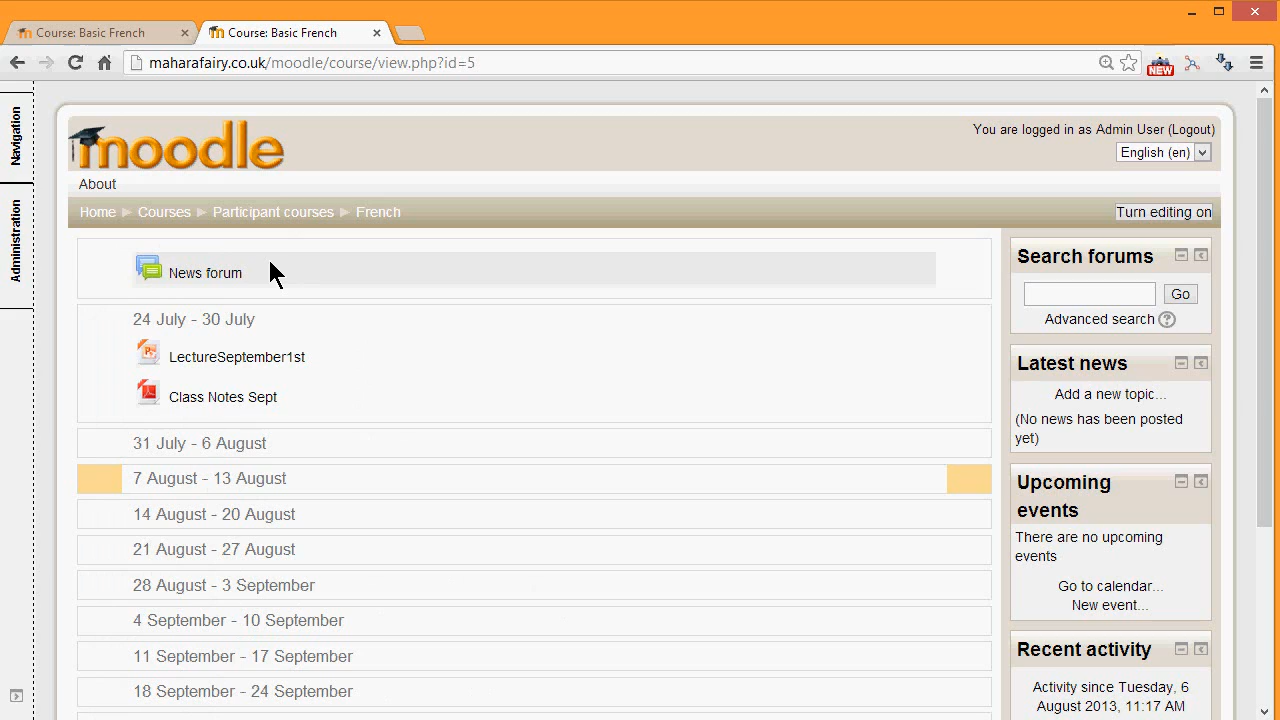 Course: Basic French
Course: Basic French
maharafairy.co.uk/moodle/course/view.php?id=5
NEW
Navigation
Administration
moodle
You are logged in as Admin User (Logout)
English (en)
About
Home Courses Participant courses French
Turn editing on
News forum
24 July - 30 July
LectureSeptember1st
Class Notes Sept
31 July - 6 August
7 August - 13 August
14 August - 20 August
21 August - 27 August
28 August - 3 September
4 September - 10 September
11 September - 17 September
18 September - 24 September
Search forums
Go
Advanced search
Latest news
Add a new topic...
(No news has been posted
yet)
Upcoming
events
There are no upcoming
events
Go to calendar...
New event...
Recent activity
Activity since Tuesday, 6
August 2013, 11:17 AM